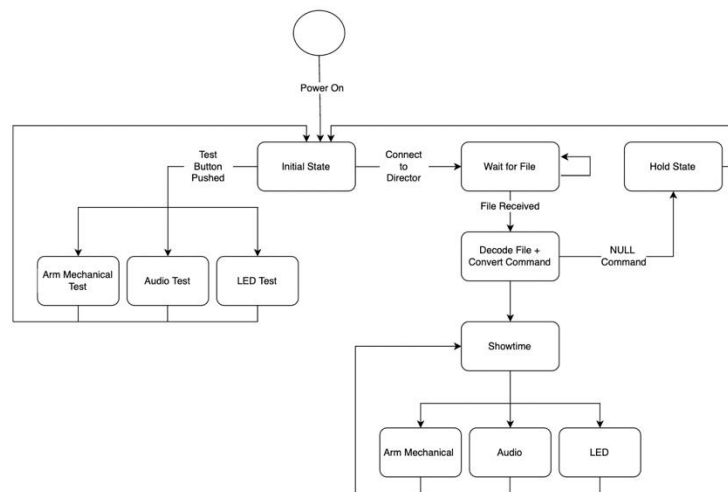 Power On
Test
Button
Pushed
Initial State
Connect
to
Director
Wait for File
Hold State
File Received
Decode File +
Convert Command
NULL
Command
Arm Mechanical
Test
Audio Test
LED Test
Showtime
Arm Mechanical
Audio
LED